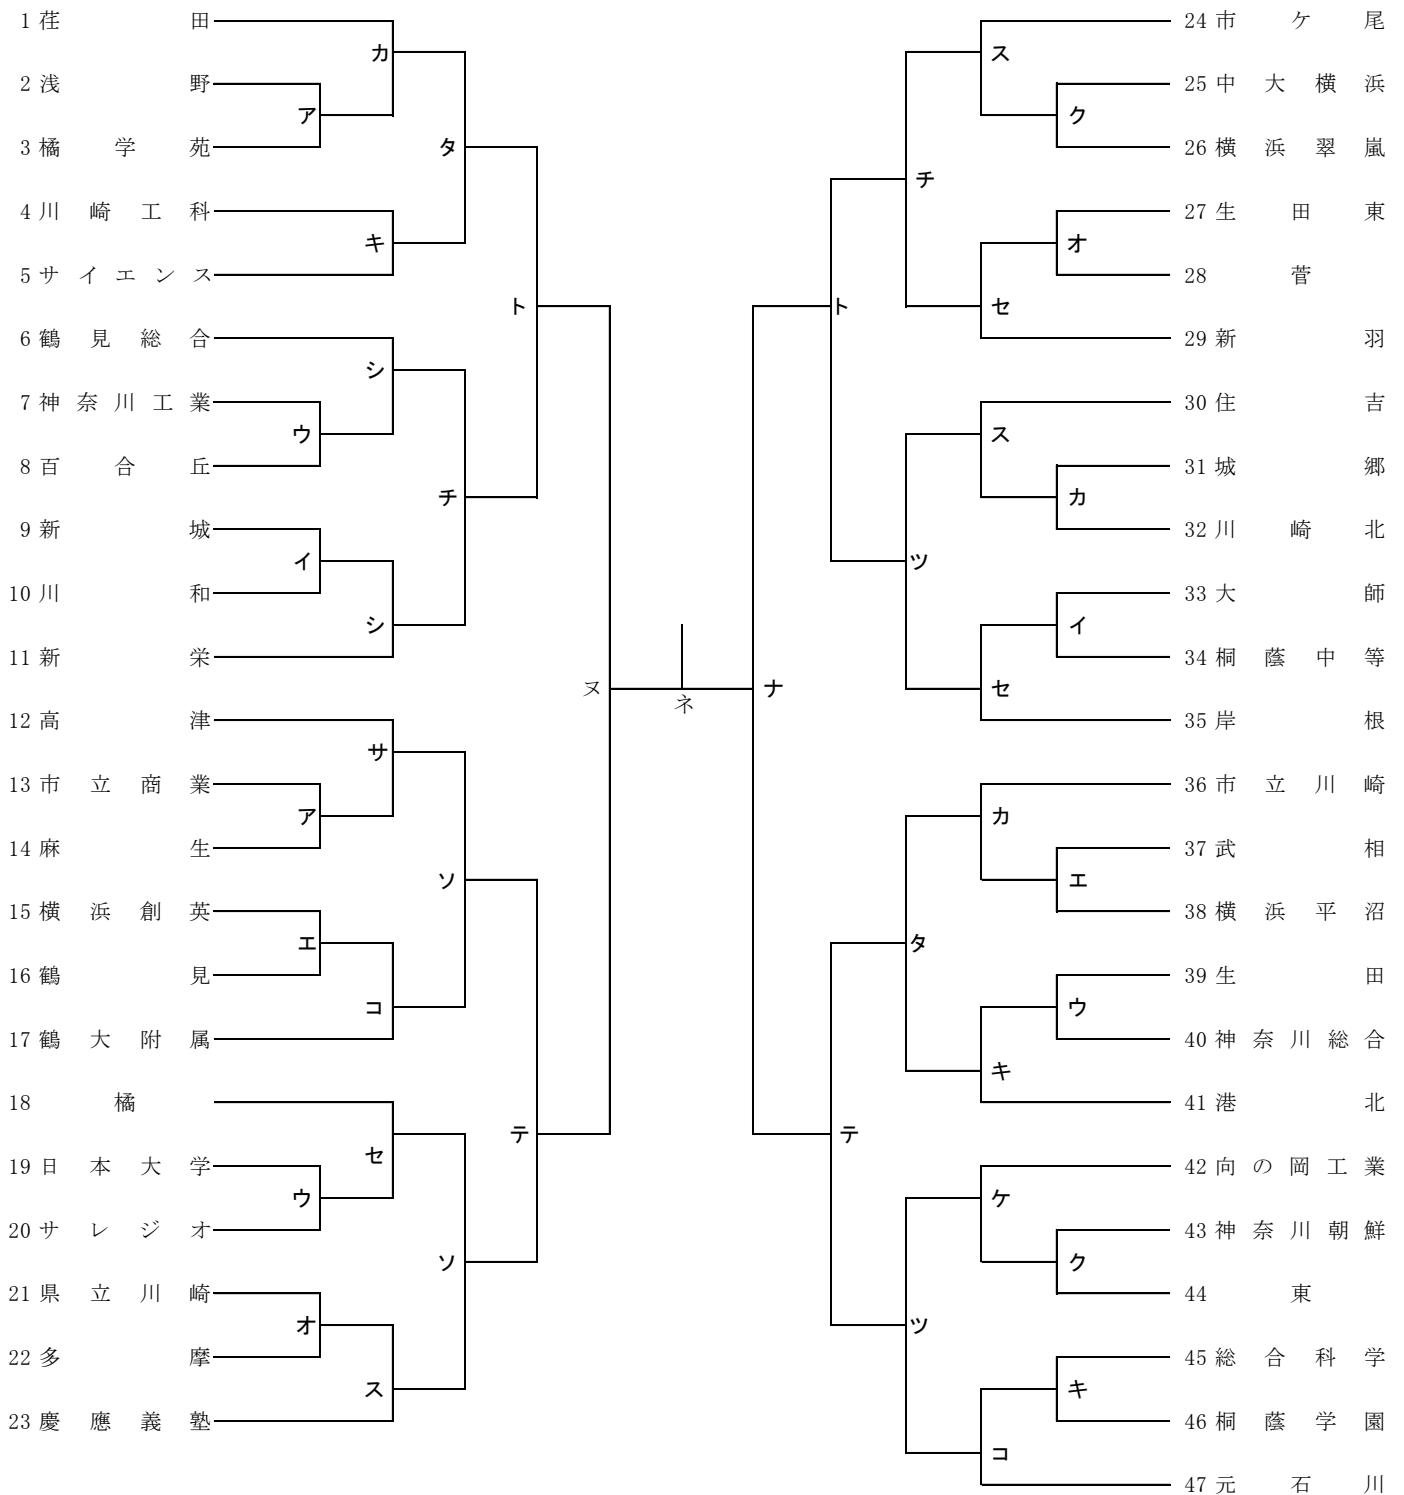 1 荏田
カ
2 浅野
ア
3 橘学苑
タ
4 川崎工科
キ
5 サイエンス
ト
6 鶴見総合
シ
7 神奈川工業
ウ
8 百合丘
チ
9 新城
イ
10 川和
シ
11 新栄
ヌ
12 高津
サ
13 市立商業
ア
14 麻生
ソ
15 横浜創英
エ
16 鶴見
コ
17 鶴大附属
18 橘
テ
セ
19 日本大学
ウ
20 サレジオ
ソ
21 県立川崎
オ
22 多摩
ス
23 慶應義塾
ネ
24 市ケ尾
ス
25 中大横浜
ク
26 横浜翠嵐
チ
27 生田東
オ
28 菅
セ
29 新羽
ト
30 住吉
ス
31 城郷
カ
32 川崎北
ツ
33 大師
イ
34 桐蔭中等
セ
35 岸根
ナ
36 市立川崎
カ
37 武相
エ
38 横浜平沼
タ
39 生田
ウ
40 神奈川総合
キ
41 港北
テ
42 向の岡工業
ケ
43 神奈川朝鮮
ク
44 東
ツ
45 総合科学
キ
46 桐蔭学園
コ
47 元石川